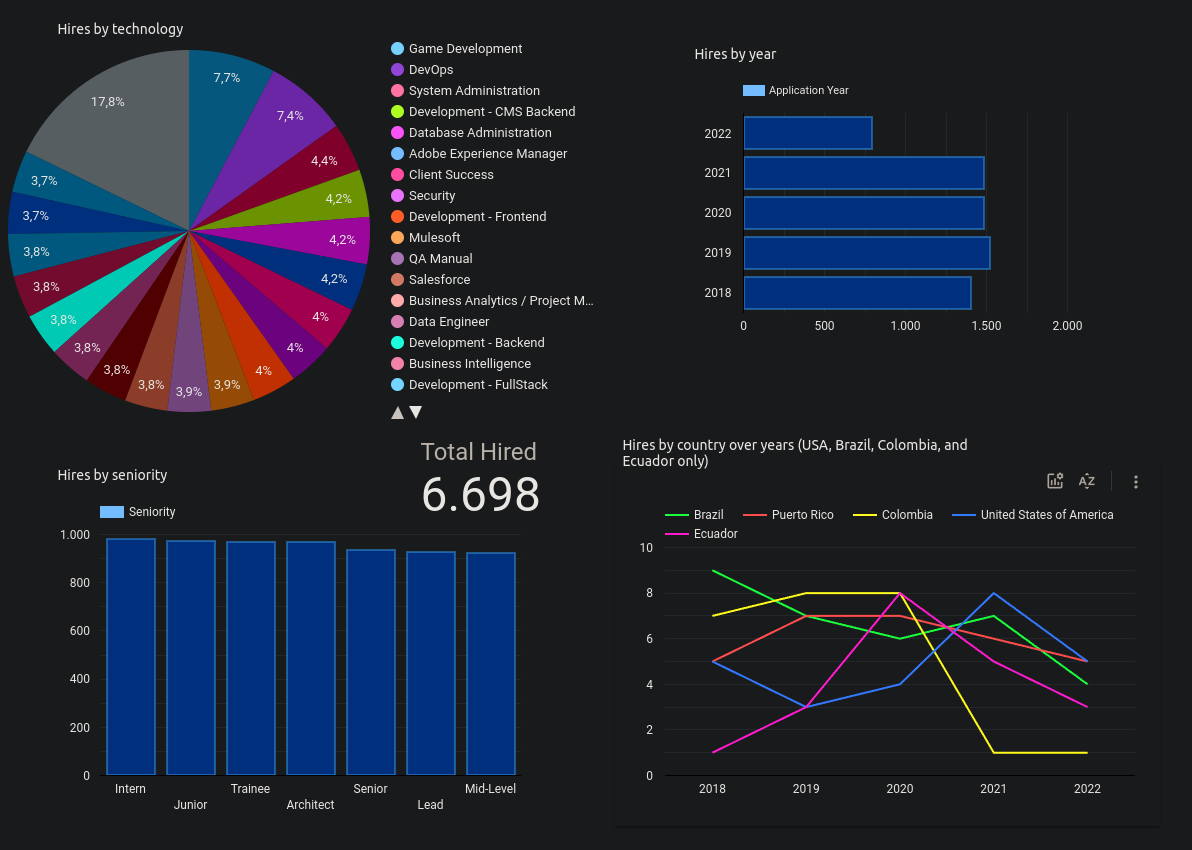 Hires by technology
7,7%
7,4%
4,4%
4,2%
4,2%
4,2%
4%
4%
4%
3,9%
3,9%
3,8%
3,8%
3,8%
3,8%
3,8%
3,8%
3,7%
3,7%
17,8%
Game Development
DevOps
System Administration
Development - CMS Backend
Database Administration
Adobe Experience Manager
Client Success
Security
Development - Frontend
Mulesoft
QA Manual
Salesforce
Business Analytics / Project M...
Data Engineer
Development - Backend
Business Intelligence
Development - FullStack
Hires by year
Application Year
2022
2021
2020
2019
2018
0 500 1.000 1.500 2.000
Total Hired
6.698
Hires by seniority
Seniority
1.000
800
600
400
200
0
Intern Junior Trainee Architect Senior Lead Mid-Level
Hires by country over years (USA, Brazil, Colombia, and
Ecuador only)
AZ
Brazil Puerto Rico Colombia United States of America
Ecuador
10
8
6
4
2
0
2018 2019 2020 2021 2022